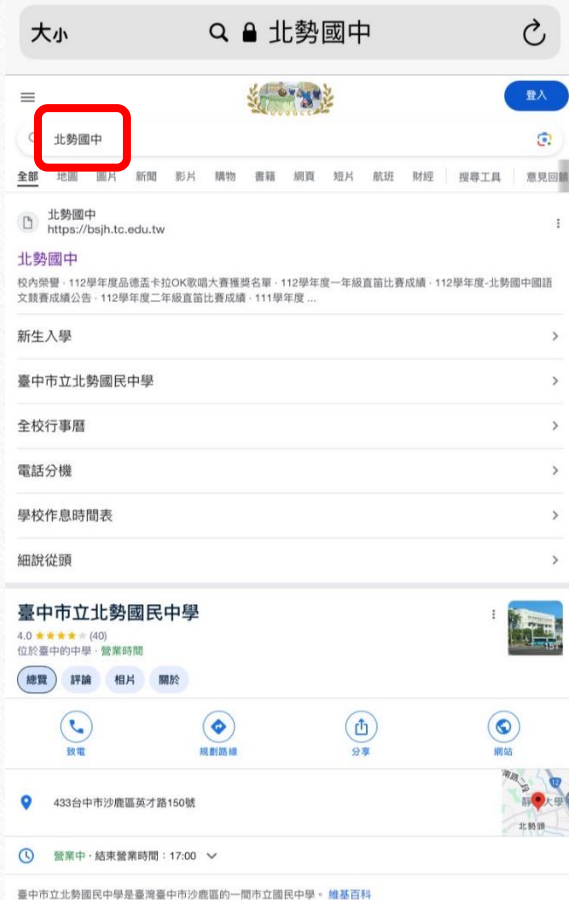 大小
北勢國中
登入
北勢國中
全部 地圖 圖片 新聞 影片 購物 書籍 網頁 短片 航班 財經 搜尋工具 意見回饋
北勢國中
https://bsjh.tc.edu.tw
北勢國中
校內榮譽 · 112學年度品德盃卡拉OK歌唱大賽獲獎名單 · 112學年度一年級直笛比賽成績 · 112學年度-北勢國中國語
文競賽成績公告 · 112學年度二年級直笛比賽成績 · 111學年度 ...
新生入學
臺中市立北勢國民中學
全校行事曆
電話分機
學校作息時間表
細說從頭
臺中市立北勢國民中學
4.0 ★★★★★ (40)
位於臺中的中學 · 營業時間
總覽 評論 相片 關於
致電 規劃路線 分享 網站
433台中市沙鹿區英才路150號
北勢頭
營業中 · 結束營業時間：17:00
臺中市立北勢國民中學是臺灣臺中市沙鹿區的一間市立國民中學。 維基百科